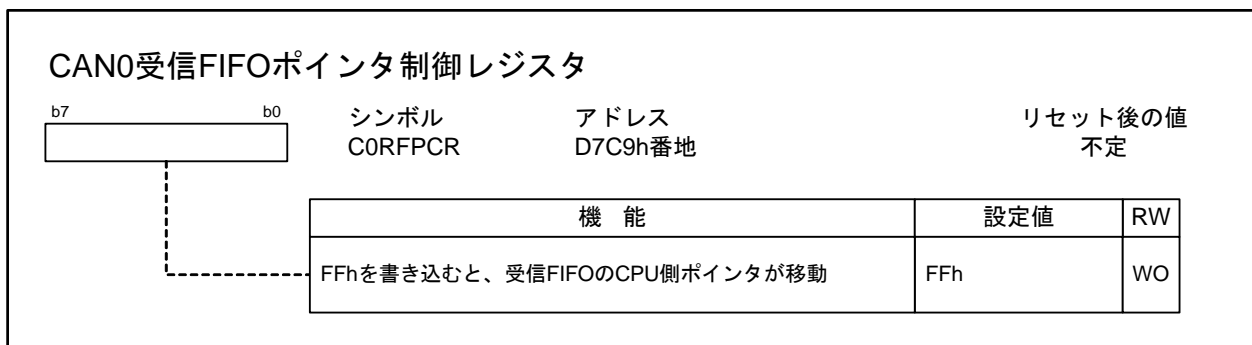 CAN0受信FIFOポインタ制御レジスタ
b7 b0 シンボル アドレス リセット後の値
C0RFPCR D7C9h番地 不定
機 能 設定値 RW
FFhを書き込むと、受信FIFOのCPU側ポインタが移動 FFh WO